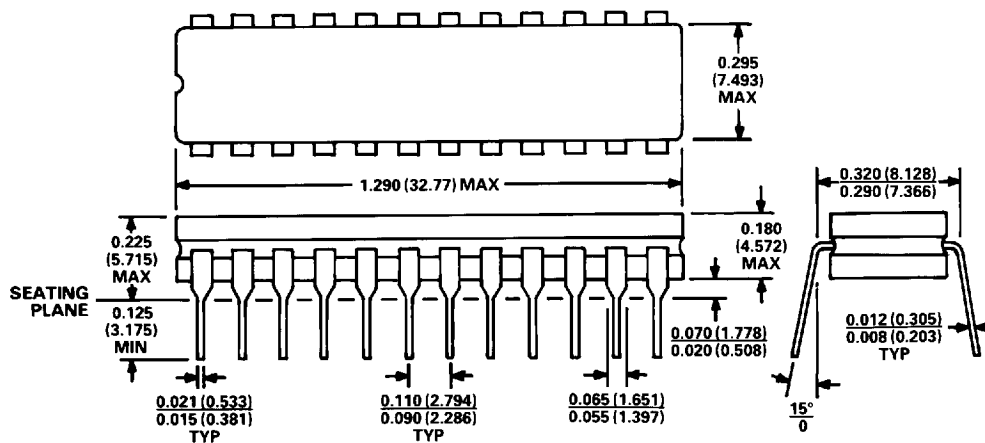 0.295
(7.493)
MAX
1.290 (32.77) MAX
0.320 (8.128)
0.290 (7.366)
0.225
(5.715)
MAX
0.180
(4.572)
MAX
SEATING
PLANE
0.125
(3.175)
MIN
0.070 (1.778)
0.020 (0.508)
0.012 (0.305)
0.008 (0.203)
TYP
0.021 (0.533)
0.015 (0.381)
TYP
0.110 (2.794)
0.090 (2.286)
TYP
0.065 (1.651)
0.055 (1.397)
15°
0